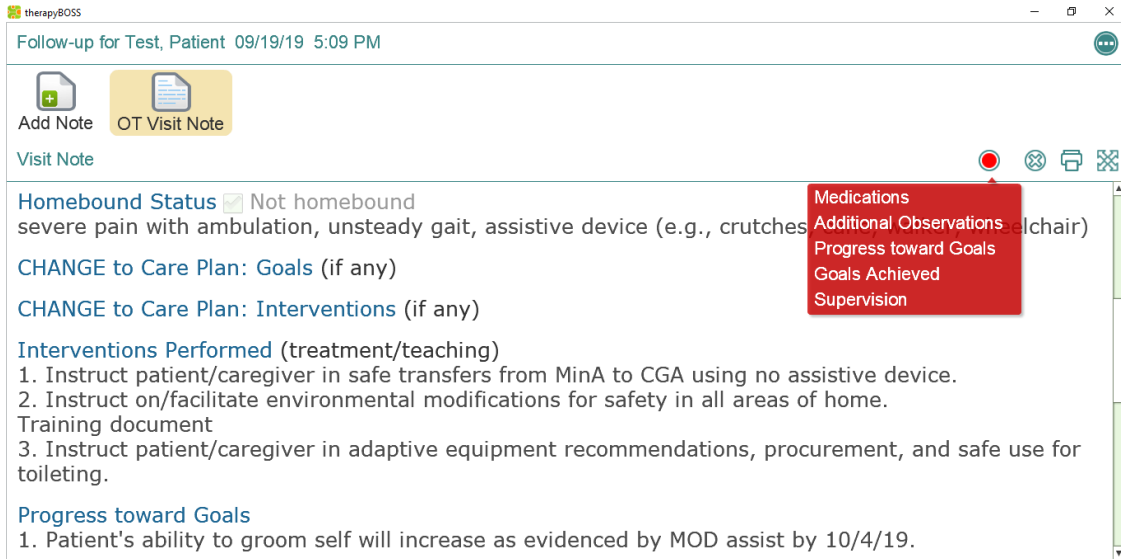 therapyBOSS
Follow-up for Test, Patient 09/19/19 5:09 PM
Add Note
OT Visit Note
Visit Note
Medications
Additional Observations
Progress toward Goals
Goals Achieved
Supervision
Homebound Status Not homebound
severe pain with ambulation, unsteady gait, assistive device (e.g., crutches, cane, walker, wheelchair)
CHANGE to Care Plan: Goals (if any)
CHANGE to Care Plan: Interventions (if any)
Interventions Performed (treatment/teaching)
1. Instruct patient/caregiver in safe transfers from MinA to CGA using no assistive device.
2. Instruct on/facilitate environmental modifications for safety in all areas of home.
Training document
3. Instruct patient/caregiver in adaptive equipment recommendations, procurement, and safe use for
toileting.
Progress toward Goals
1. Patient's ability to groom self will increase as evidenced by MOD assist by 10/4/19.